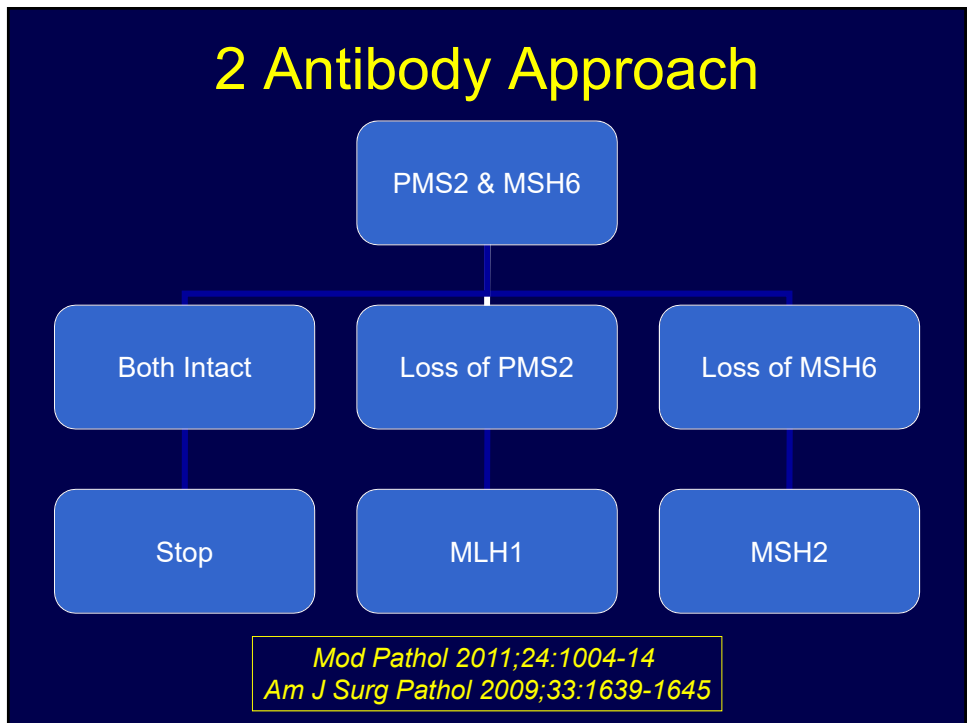 2 Antibody Approach
PMS2 & MSH6
Both Intact
Loss of PMS2
Loss of MSH6
Stop
MLH1
MSH2
Mod Pathol 2011;24:1004-14
Am J Surg Pathol 2009;33:1639-1645